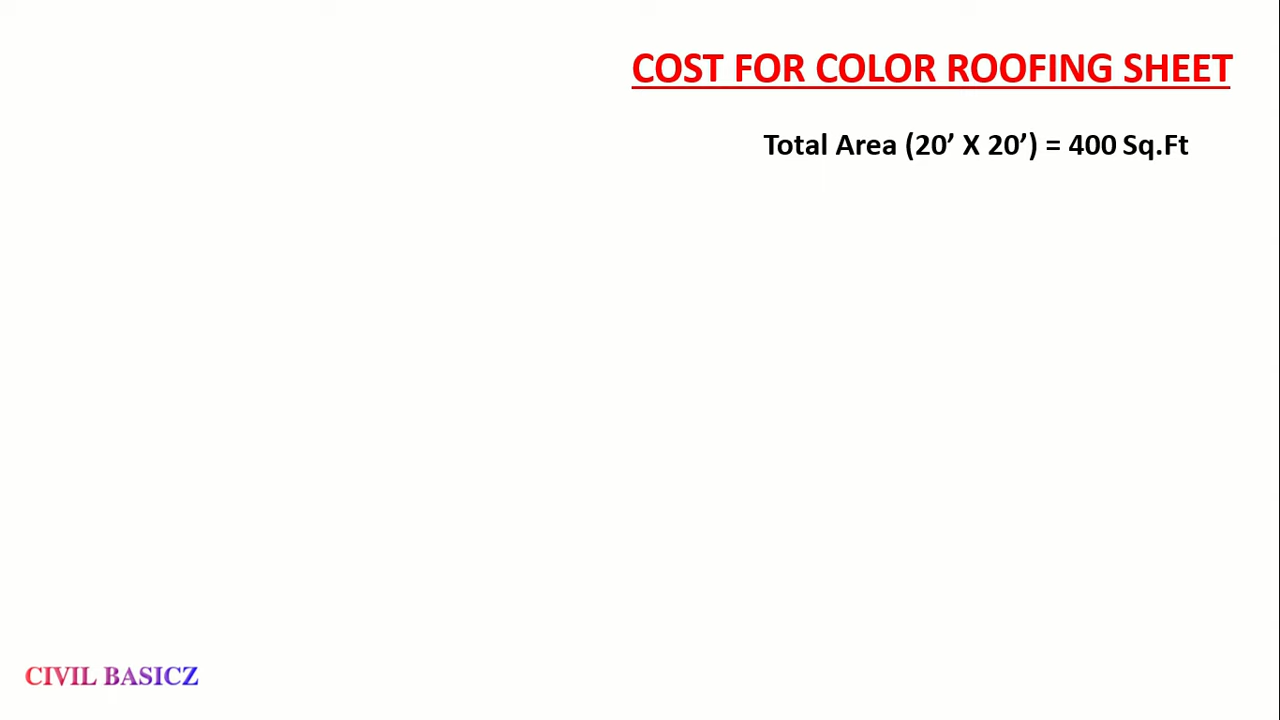 COST FOR COLOR ROOFING SHEET
Total Area (20’ X 20’) = 400 Sq.Ft
CIVIL BASICZ